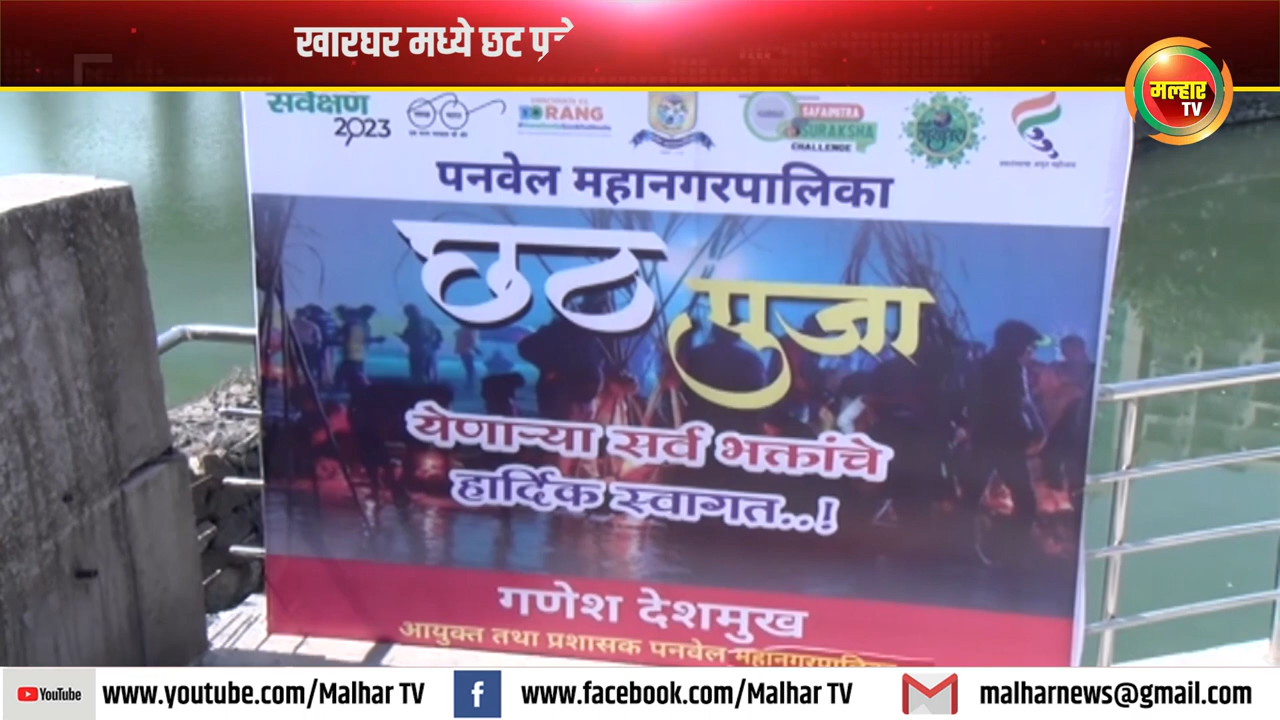 खारघर मध्ये छट
मल्हार
TV
सर्वेक्षण
2023
RANG
SAFAIMITRA
SURAKSHA
CHALLENGE
पनवेल महानगरपालिका
छठ पुजा
येणाऱ्या सर्व भक्तांचे
हार्दिक स्वागत..!
गणेश देशमुख
आयुक्त तथा प्रशासक पनवेल महानगरपालिका
YouTube www.youtube.com/Malhar TV www.facebook.com/Malhar TV malharnews@gmail.com